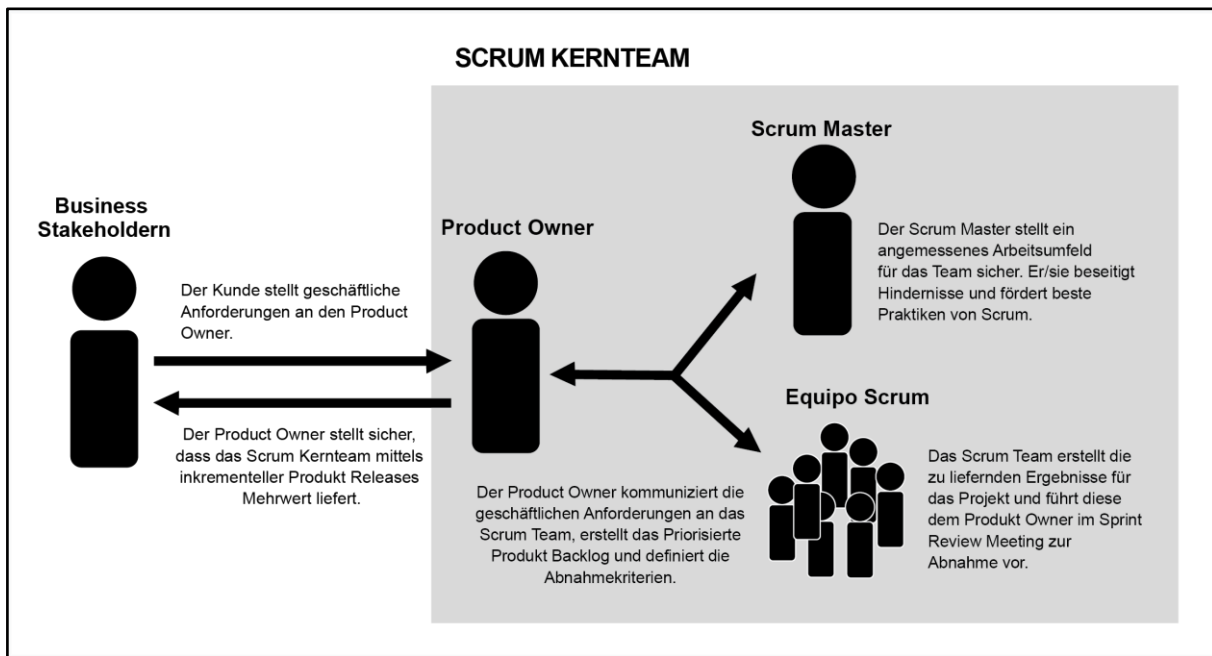 SCRUM KERNTEAM
Business
Stakeholdern
Der Kunde stellt geschäftliche
Anforderungen an den Product
Owner.
Der Product Owner stellt sicher,
dass das Scrum Kernteam mittels
inkrementeller Produkt Releases
Mehrwert liefert.
Product Owner
Der Product Owner kommuniziert die
geschäftlichen Anforderungen an das
Scrum Team, erstellt das Priorisierte
Produkt Backlog und definiert die
Abnahmekriterien.
Scrum Master
Der Scrum Master stellt ein
angemessenes Arbeitsumfeld
für das Team sicher. Er/sie beseitigt
Hindernisse und fördert beste
Praktiken von Scrum.
Equipo Scrum
Das Scrum Team erstellt die
zu liefernden Ergebnisse für
das Projekt und führt diese
dem Produkt Owner im Sprint
Review Meeting zur
Abnahme vor.